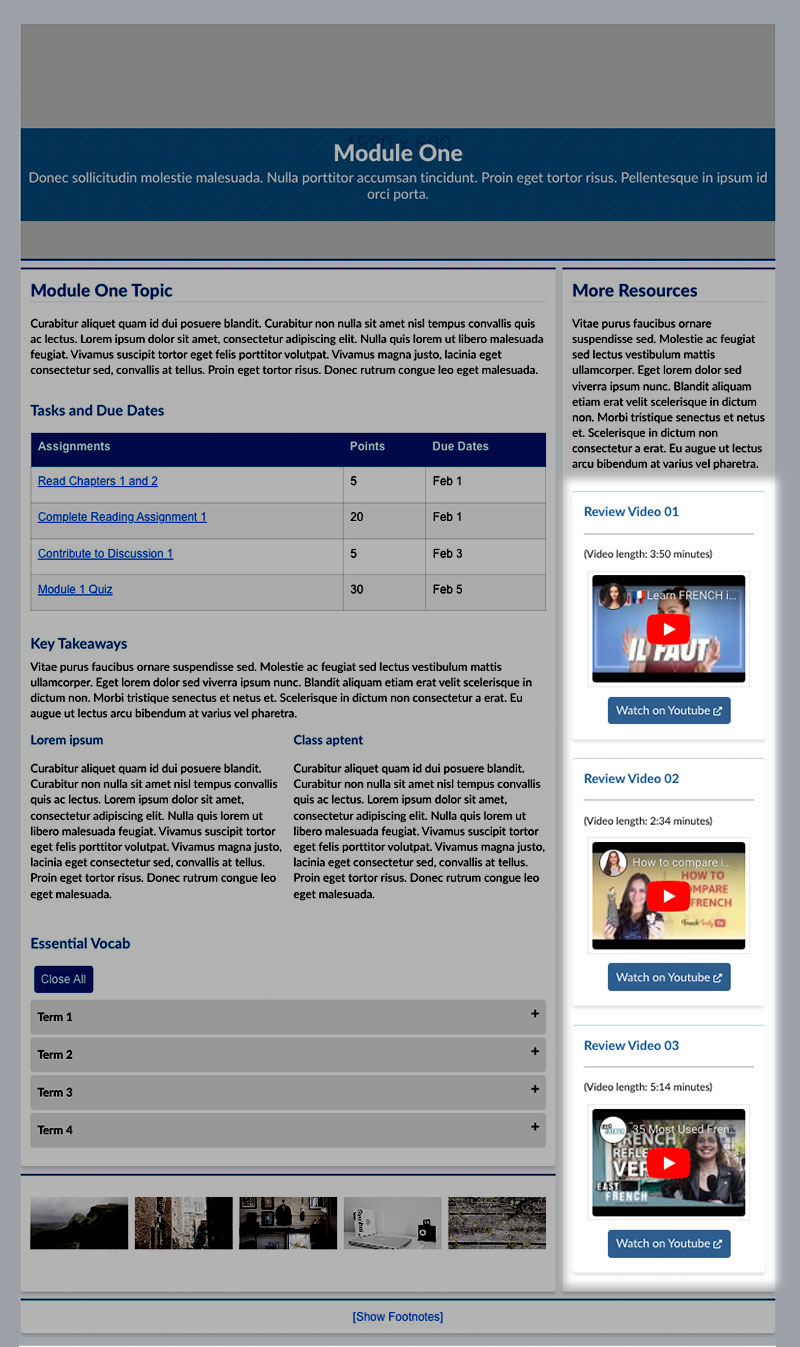 Module One
Donec sollicitudin molestie malesuada. Nulla porttitor accumsan tincidunt. Proin eget tortor risus. Pellentesque in ipsum id
orci porta.
Module One Topic
Curabitur aliquet quam id dui posuere blandit. Curabitur non nulla sit amet nisl tempus convallis quis
ac lectus. Lorem ipsum dolor sit amet, consectetur adipiscing elit. Nulla quis lorem ut libero malesuada
feugiat. Vivamus suscipit tortor eget felis porttitor volutpat. Vivamus magna justo, lacinia eget
consectetur sed, convallis at tellus. Proin eget tortor risus. Donec rutrum congue leo eget malesuada.
Tasks and Due Dates
Assignments Points Due Dates
Read Chapters 1 and 2 5 Feb 1
Complete Reading Assignment 1 20 Feb 1
Contribute to Discussion 1 5 Feb 3
Module 1 Quiz 30 Feb 5
Key Takeaways
Vitae purus faucibus ornare suspendisse sed. Molestie ac feugiat sed lectus vestibulum mattis
ullamcorper. Eget lorem dolor sed viverra ipsum nunc. Blandit aliquam etiam erat velit scelerisque in
dictum non. Morbi tristique senectus et netus et. Scelerisque in dictum non consectetur a erat. Eu
augue ut lectus arcu bibendum at varius vel pharetra.
Lorem ipsum
Curabitur aliquet quam id dui posuere blandit.
Curabitur non nulla sit amet nisl tempus convallis
quis ac lectus. Lorem ipsum dolor sit amet,
consectetur adipiscing elit. Nulla quis lorem ut
libero malesuada feugiat. Vivamus suscipit tortor
eget felis porttitor volutpat. Vivamus magna justo,
lacinia eget consectetur sed, convallis at tellus.
Proin eget tortor risus. Donec rutrum congue leo
eget malesuada.
Class aptent
Curabitur aliquet quam id dui posuere blandit.
Curabitur non nulla sit amet nisl tempus convallis
quis ac lectus. Lorem ipsum dolor sit amet,
consectetur adipiscing elit. Nulla quis lorem ut
libero malesuada feugiat. Vivamus suscipit tortor
eget felis porttitor volutpat. Vivamus magna justo,
lacinia eget consectetur sed, convallis at tellus.
Proin eget tortor risus. Donec rutrum congue leo
eget malesuada.
Essential Vocab
Close All
Term 1 +
Term 2 +
Term 3 +
Term 4 +
More Resources
Vitae purus faucibus ornare
suspendisse sed. Molestie ac feugiat
sed lectus vestibulum mattis
ullamcorper. Eget lorem dolor sed
viverra ipsum nunc. Blandit aliquam
etiam erat velit scelerisque in dictum
non. Morbi tristique senectus et netus
et. Scelerisque in dictum non
consectetur a erat. Eu augue ut lectus
arcu bibendum at varius vel pharetra.
Review Video 01
(Video length: 3:50 minutes)
Learn FRENCH i...
IL FAUT
Watch on Youtube
Review Video 02
(Video length: 2:34 minutes)
How to compare i...
HOW TO
COMPARE
FRENCH
Watch on Youtube
Review Video 03
(Video length: 5:14 minutes)
35 Most Used Fren...
FRENCH
EAST
FRENCH
Watch on Youtube
[Show Footnotes]